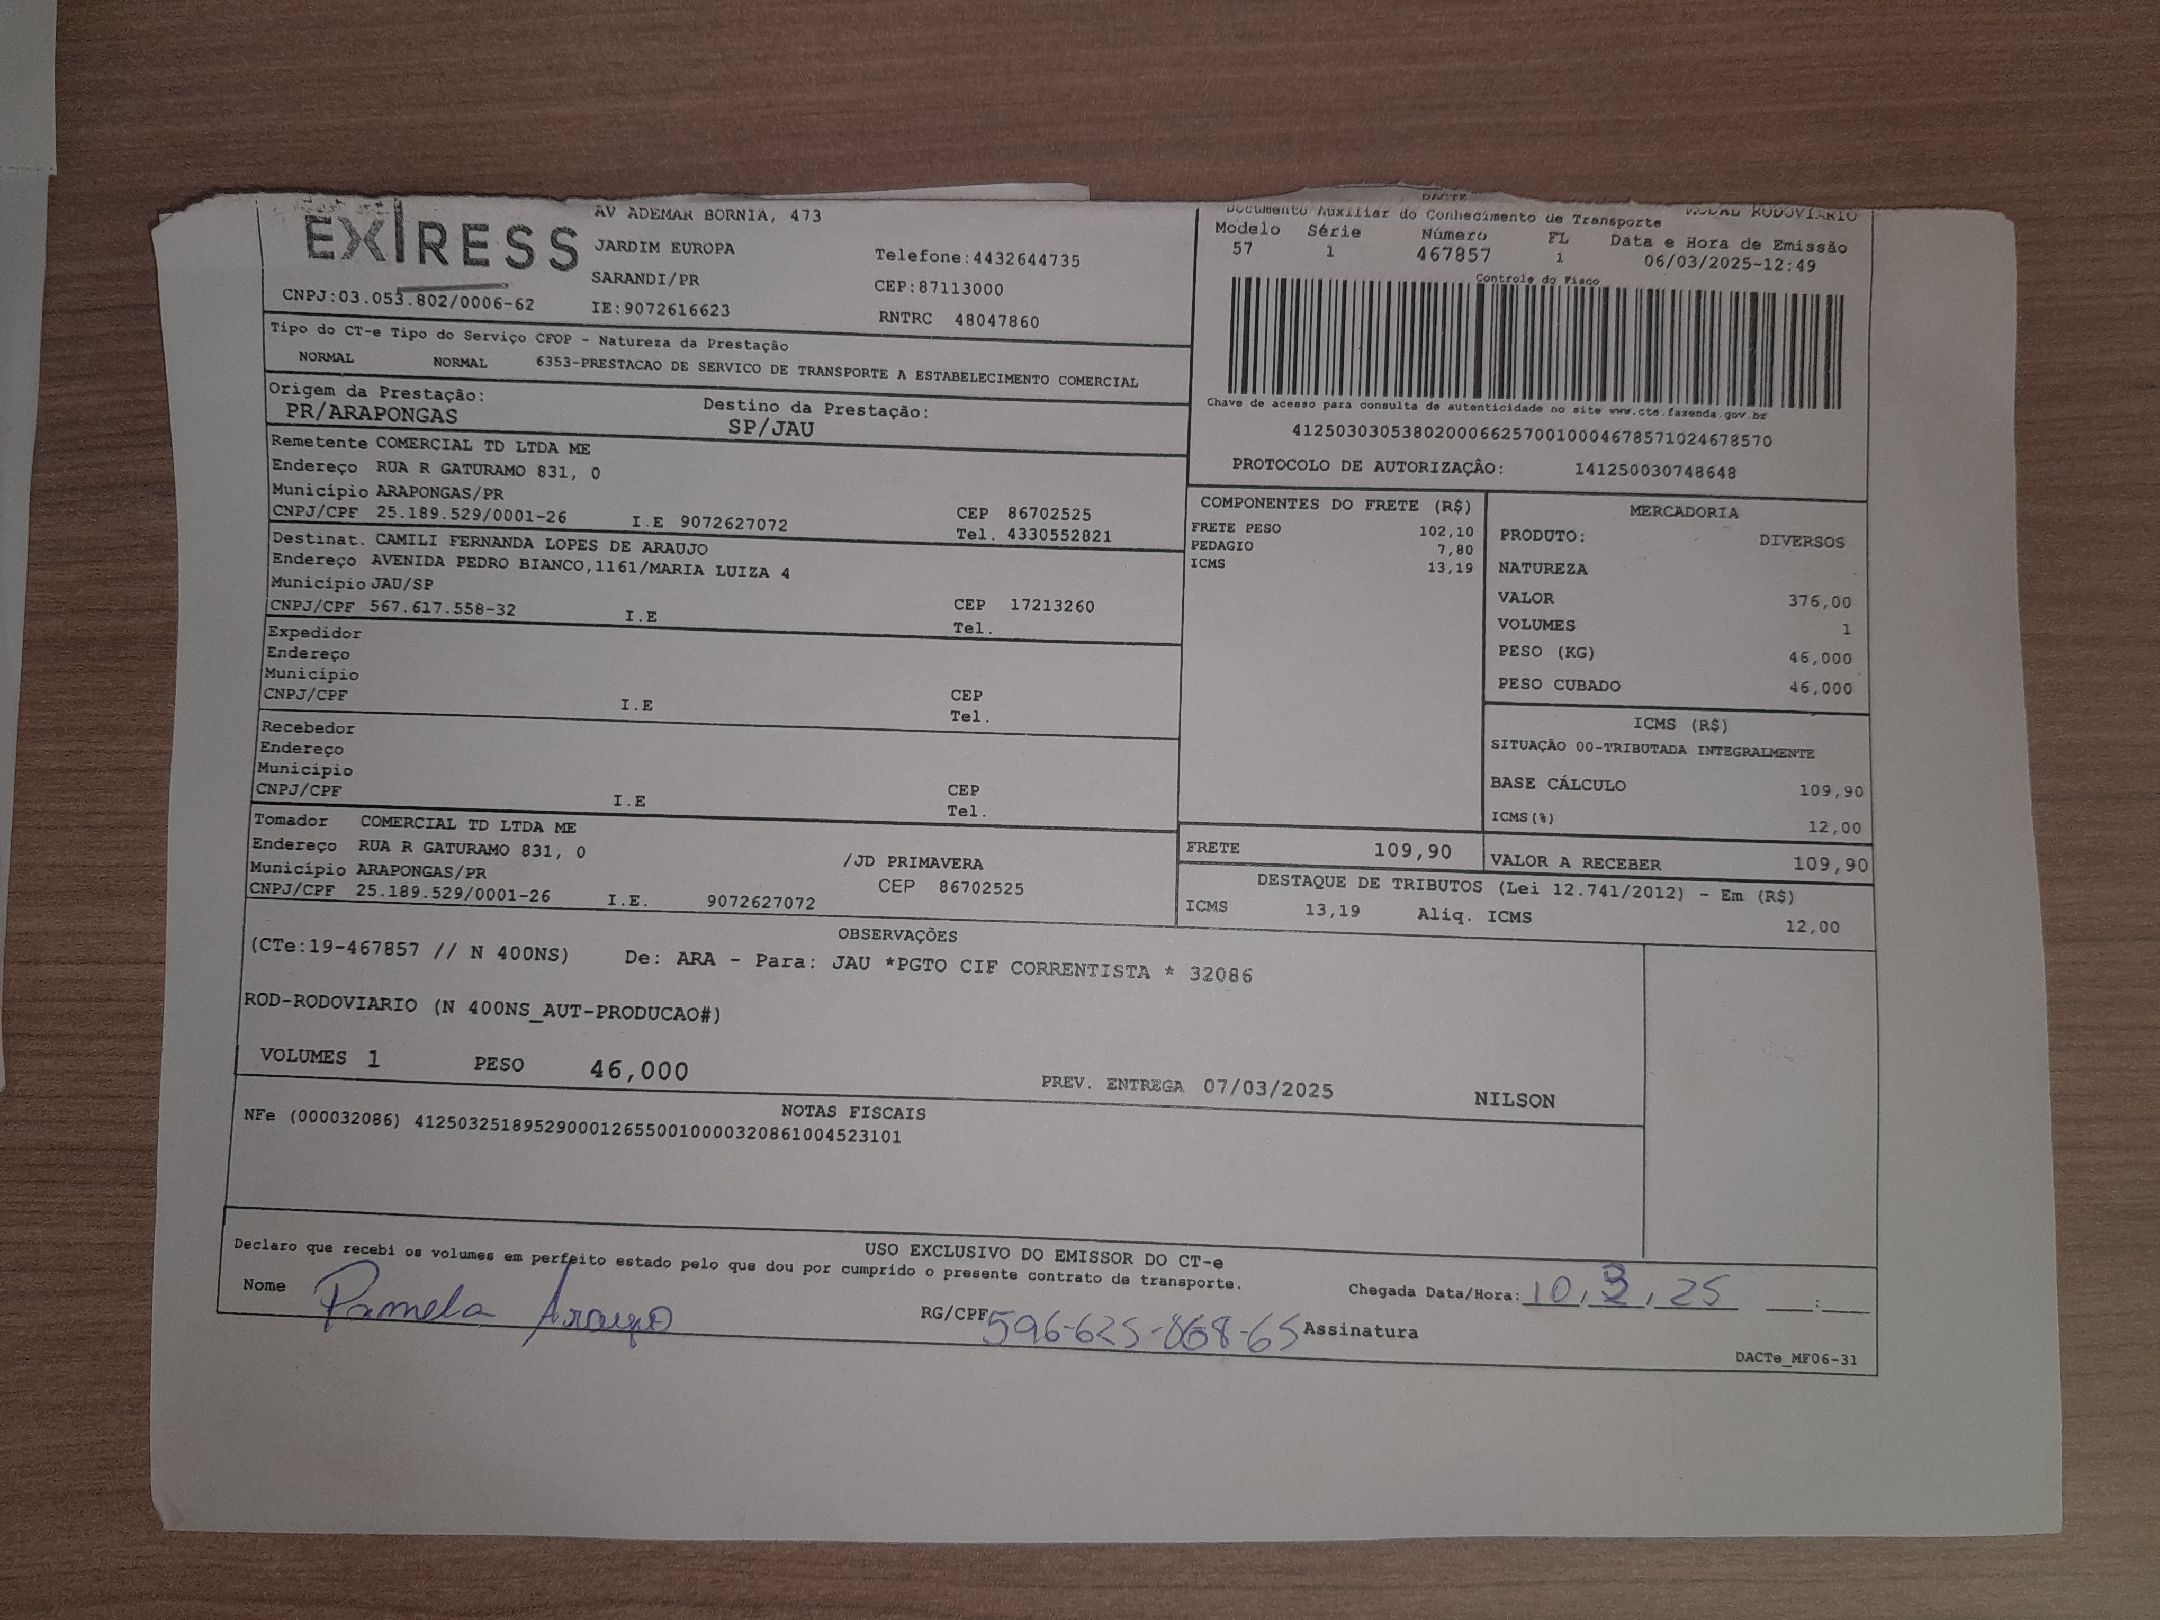 EXPRESS
AV ADEMAR BORNIA, 473
JARDIM EUROPA
SARANDI/PR
Telefone:4432644735
CEP:87113000
CNPJ:03.053.802/0006-62
IE:9072616623
RNTRC 48047860
DACTE
Documento Auxiliar do Conhecimento de Transporte
MODAL RODOVIARIO
Modelo Série Número FL Data e Hora de Emissão
57 1 467857 1 06/03/2025-12:49
Controle do Fisco
Chave de acesso para consulta de autenticidade no site www.cte.fazenda.gov.br
41250303053802000662570010004678571024678570
PROTOCOLO DE AUTORIZAÇÃO: 141250030748648
Tipo do CT-e Tipo do Serviço CFOP - Natureza da Prestação
NORMAL NORMAL 6353-PRESTACAO DE SERVICO DE TRANSPORTE A ESTABELECIMENTO COMERCIAL
Origem da Prestação: Destino da Prestação:
PR/ARAPONGAS SP/JAU
Remetente COMERCIAL TD LTDA ME
Endereço RUA R GATURAMO 831, 0
Município ARAPONGAS/PR CEP 86702525
CNPJ/CPF 25.189.529/0001-26 I.E 9072627072 Tel. 4330552821
Destinat. CAMILI FERNANDA LOPES DE ARAUJO
Endereço AVENIDA PEDRO BIANCO,1161/MARIA LUIZA 4
Município JAU/SP CEP 17213260
CNPJ/CPF 567.617.558-32 I.E Tel.
Expedidor
Endereço
Município CEP
CNPJ/CPF I.E Tel.
Recebedor
Endereço
Município CEP
CNPJ/CPF I.E Tel.
Tomador COMERCIAL TD LTDA ME
Endereço RUA R GATURAMO 831, 0 /JD PRIMAVERA
Município ARAPONGAS/PR CEP 86702525
CNPJ/CPF 25.189.529/0001-26 I.E. 9072627072
COMPONENTES DO FRETE (R$)
FRETE PESO 102,10
PEDAGIO 7,80
ICMS 13,19
FRETE 109,90
MERCADORIA
PRODUTO: DIVERSOS
NATUREZA
VALOR 376,00
VOLUMES 1
PESO (KG) 46,000
PESO CUBADO 46,000
ICMS (R$)
SITUAÇÃO 00-TRIBUTADA INTEGRALMENTE
BASE CÁLCULO 109,90
ICMS(%) 12,00
VALOR A RECEBER 109,90
DESTAQUE DE TRIBUTOS (Lei 12.741/2012) - Em (R$)
ICMS 13,19 Aliq. ICMS 12,00
OBSERVAÇÕES
(CTe:19-467857 // N 400NS) De: ARA - Para: JAU *PGTO CIF CORRENTISTA * 32086
ROD-RODOVIARIO (N 400NS_AUT-PRODUCAO#)
VOLUMES 1 PESO 46,000 PREV. ENTREGA 07/03/2025 NILSON
NOTAS FISCAIS
NFe (000032086) 41250325189529000126550010000320861004523101
USO EXCLUSIVO DO EMISSOR DO CT-e
Declaro que recebi os volumes em perfeito estado pelo que dou por cumprido o presente contrato de transporte.
Nome Pamela Araujo RG/CPF 596-625-868-65 Assinatura
Chegada Data/Hora: 10, 3, 25 __:__
DACTe_MF06-31